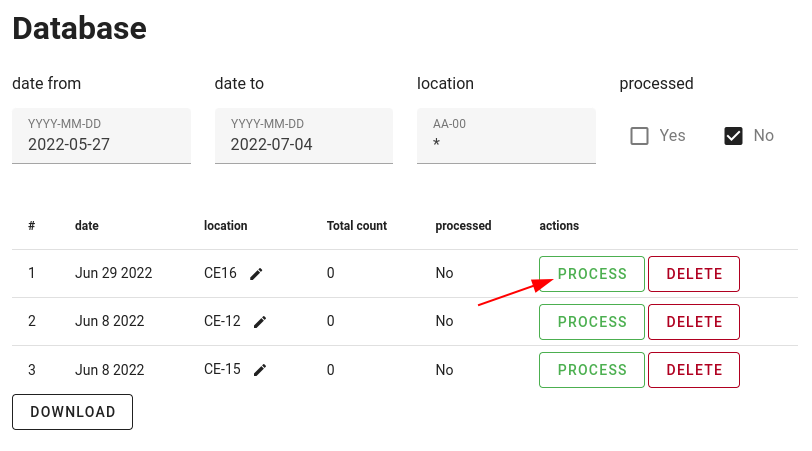 Database
date from date to location processed
YYYY-MM-DD YYYY-MM-DD AA-00
2022-05-27 2022-07-04 * Yes No
# date location Total count processed actions
1 Jun 29 2022 CE16 0 No PROCESS DELETE
2 Jun 8 2022 CE-12 0 No PROCESS DELETE
3 Jun 8 2022 CE-15 0 No PROCESS DELETE
DOWNLOAD